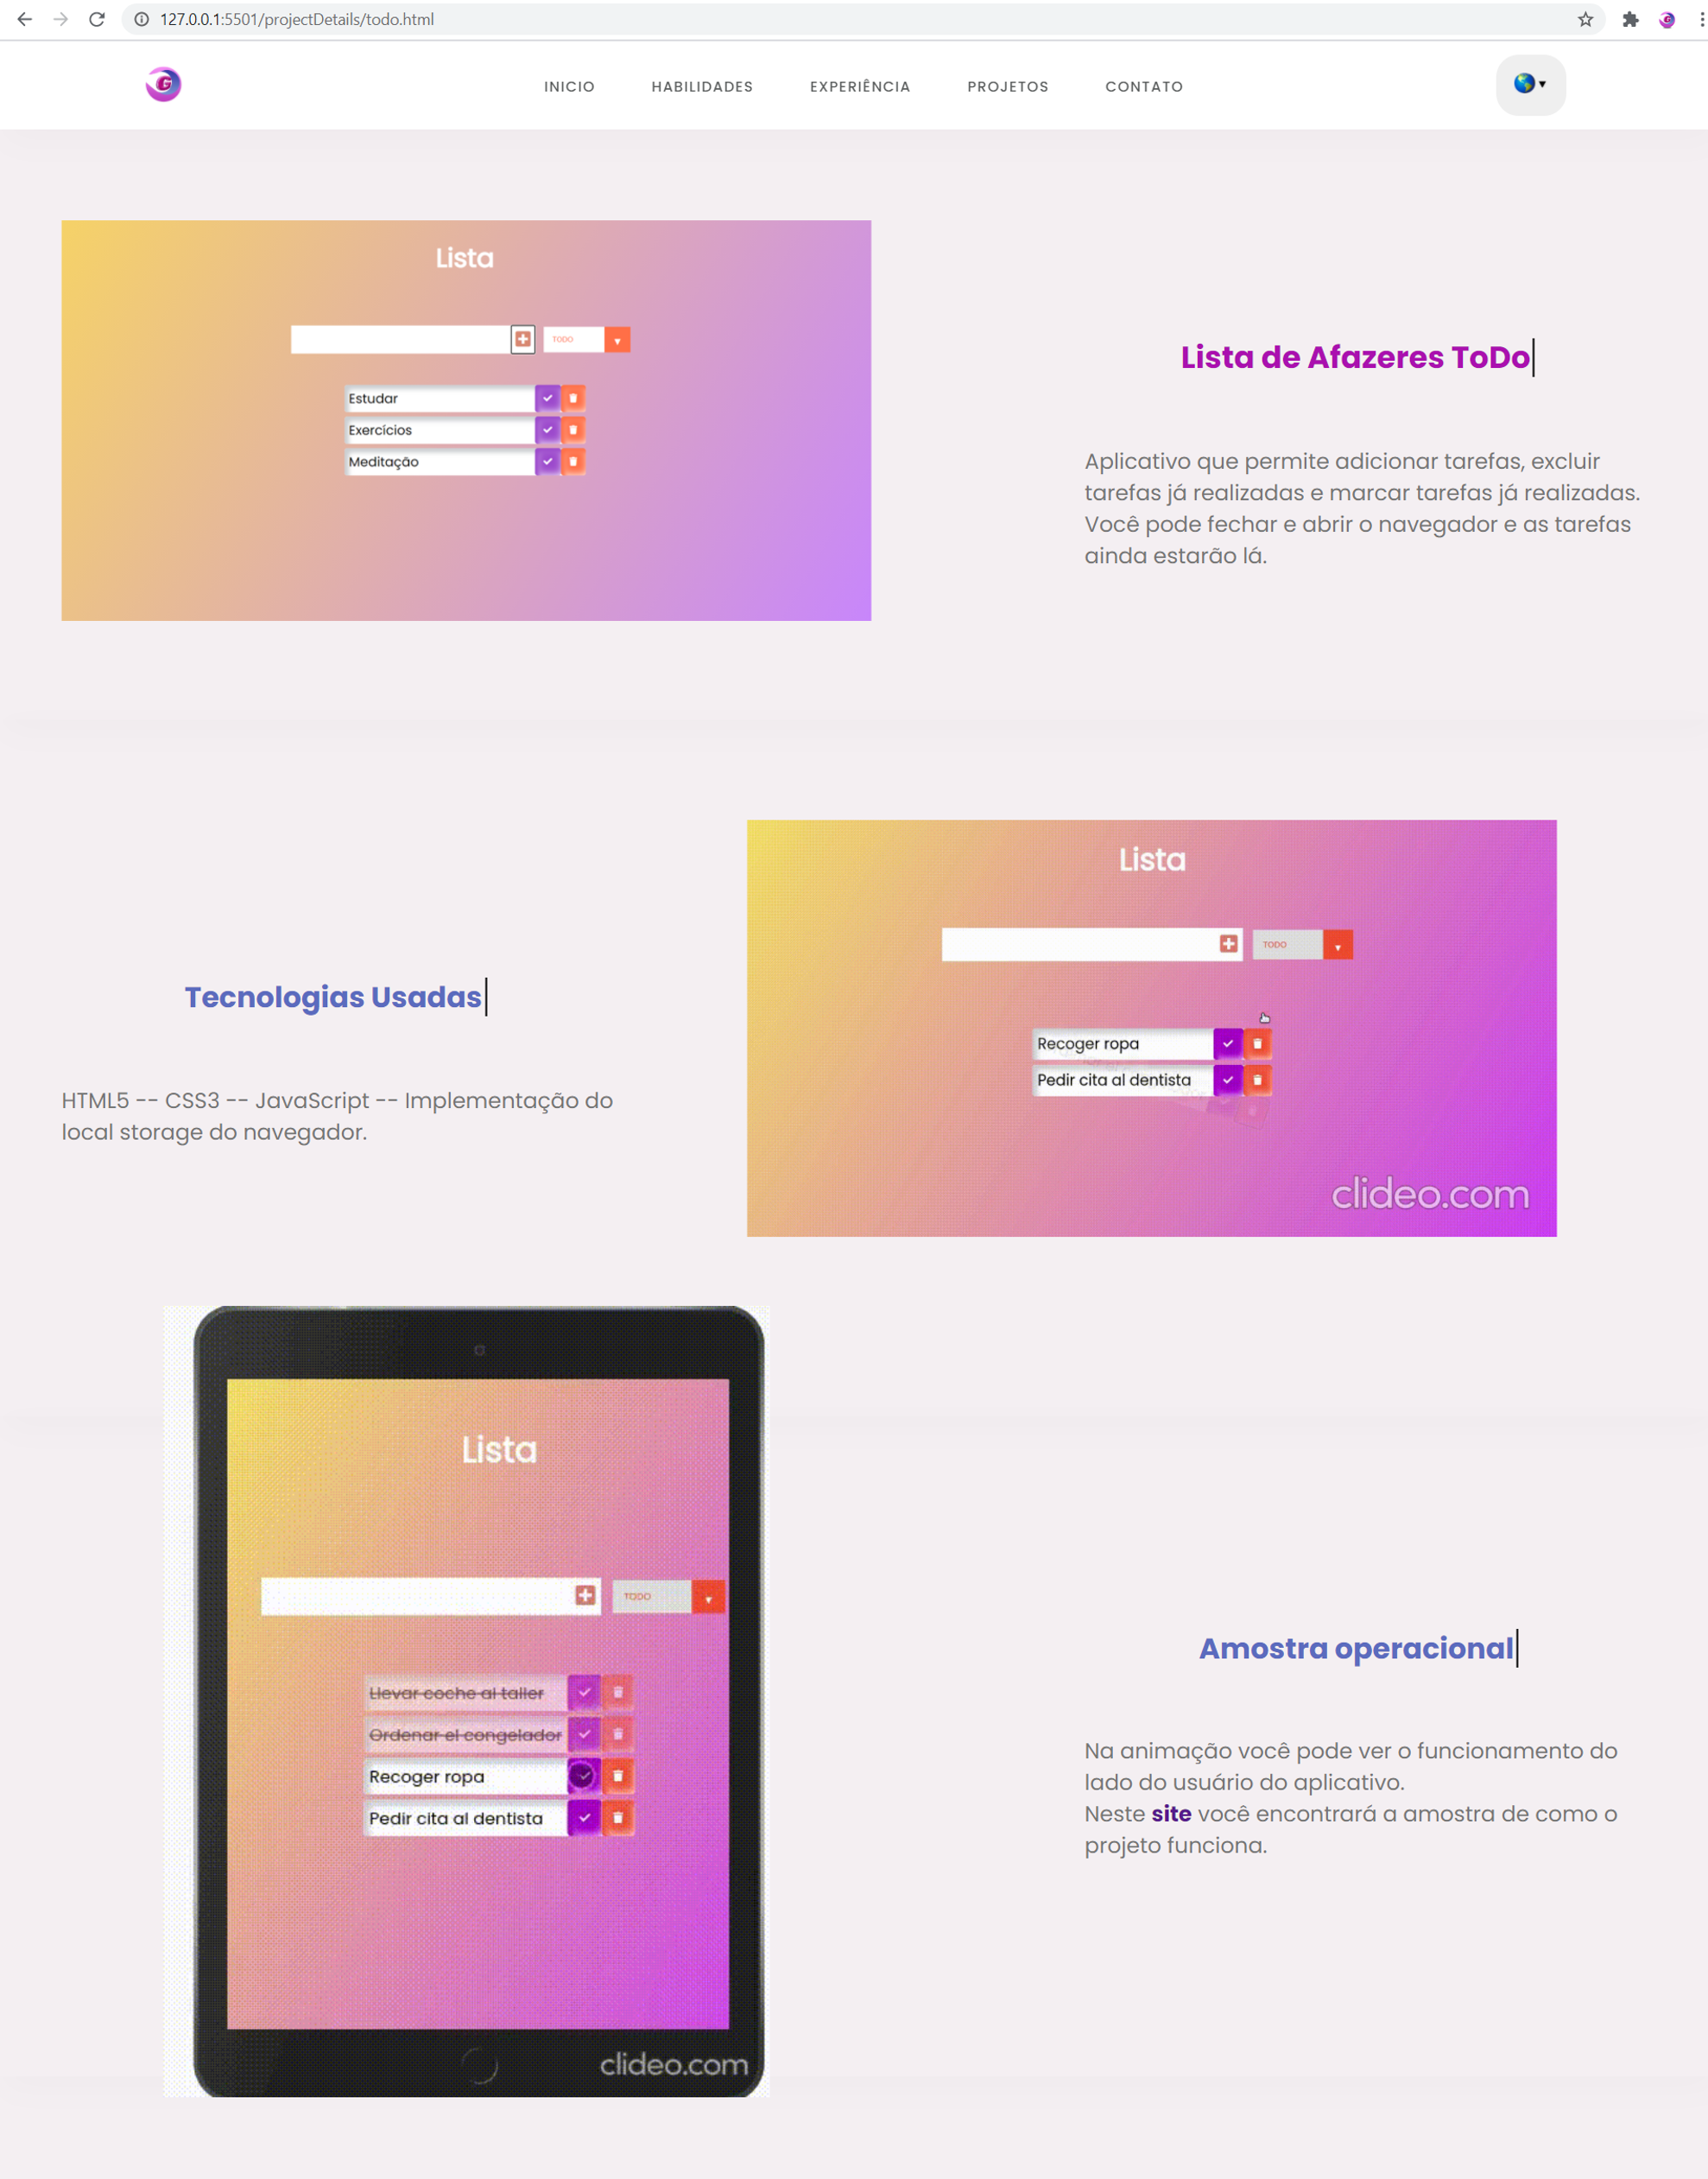 127.0.0.1:5501/projectDetails/todo.html
G
INICIO HABILIDADES EXPERIÊNCIA PROJETOS CONTATO
Lista
TODO
Estudar
Exercícios
Meditação
Lista de Afazeres ToDo
Aplicativo que permite adicionar tarefas, excluir
tarefas já realizadas e marcar tarefas já realizadas.
Você pode fechar e abrir o navegador e as tarefas
ainda estarão lá.
Tecnologias Usadas
HTML5 -- CSS3 -- JavaScript -- Implementação do
local storage do navegador.
Lista
TODO
Recoger ropa
Pedir cita al dentista
clideo.com
Lista
TODO
Llevar coche al taller
Ordenar el congelador
Recoger ropa
Pedir cita al dentista
clideo.com
Amostra operacional
Na animação você pode ver o funcionamento do
lado do usuário do aplicativo.
Neste site você encontrará a amostra de como o
projeto funciona.